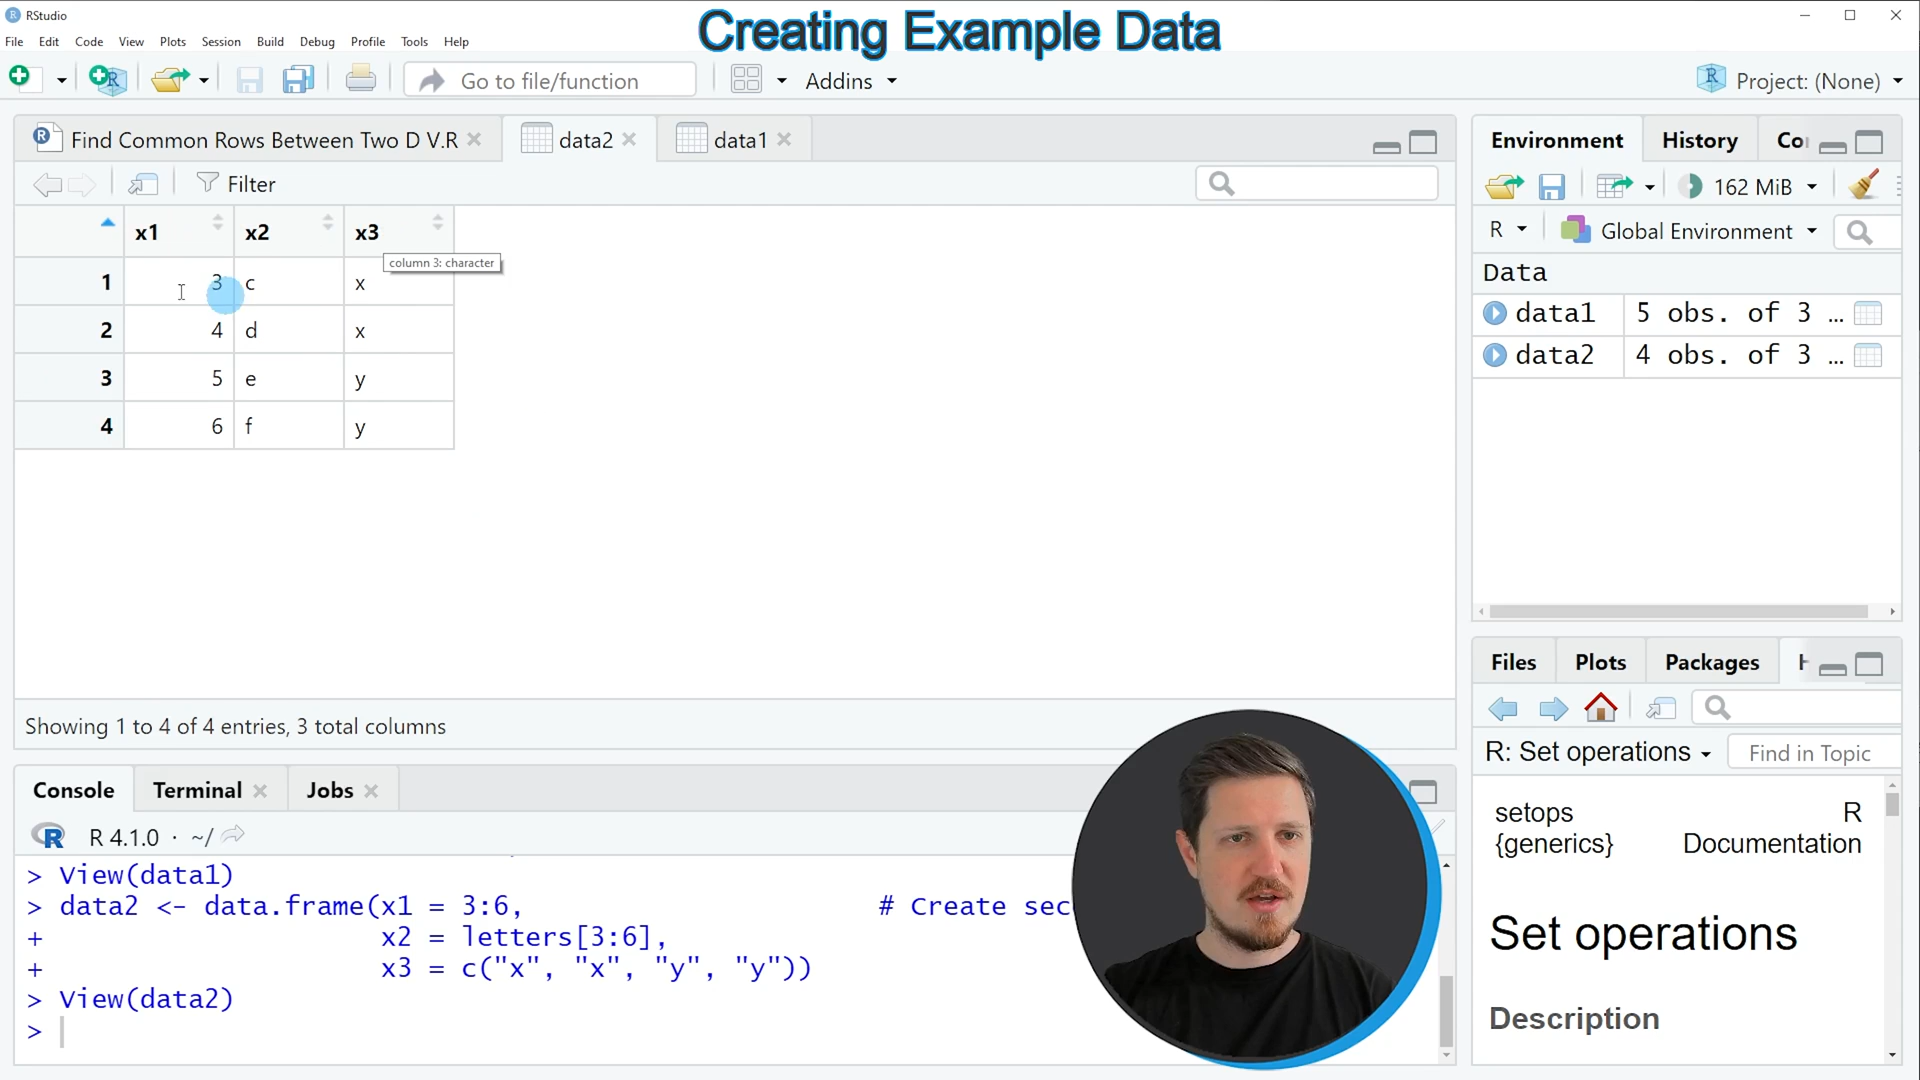 RStudio
Creating Example Data
File Edit Code View Plots Session Build Debug Profile Tools Help
Go to file/function
Addins
Project: (None)
Find Common Rows Between Two D V.R
data2
data1
Filter
x1 x2 x3
column 3: character
1 3 c x
2 4 d x
3 5 e y
4 6 f y
Showing 1 to 4 of 4 entries, 3 total columns
Console Terminal Jobs
R 4.1.0 · ~/
> View(data1)
> data2 <- data.frame(x1 = 3:6, # Create sec
+ x2 = letters[3:6],
+ x3 = c("x", "x", "y", "y"))
> View(data2)
>
Environment History Co
162 MiB
R Global Environment
Data
data1 5 obs. of 3 ...
data2 4 obs. of 3 ...
Files Plots Packages
R: Set operations
Find in Topic
setops R
{generics} Documentation
Set operations
Description